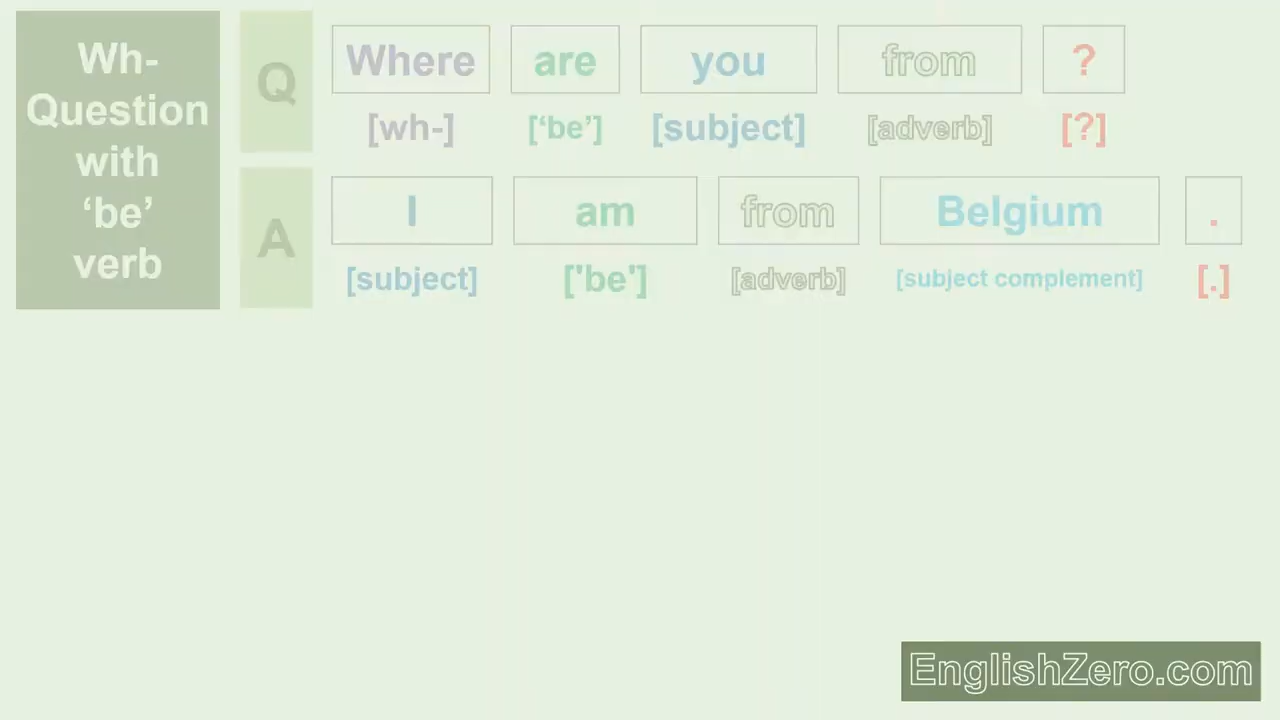 Wh-
Question
with
‘be’
verb
Q
Where are you from ?
[wh-] [‘be’] [subject] [adverb] [?]
A
I am from Belgium .
[subject] ['be'] [adverb] [subject complement] [.]
EnglishZero.com